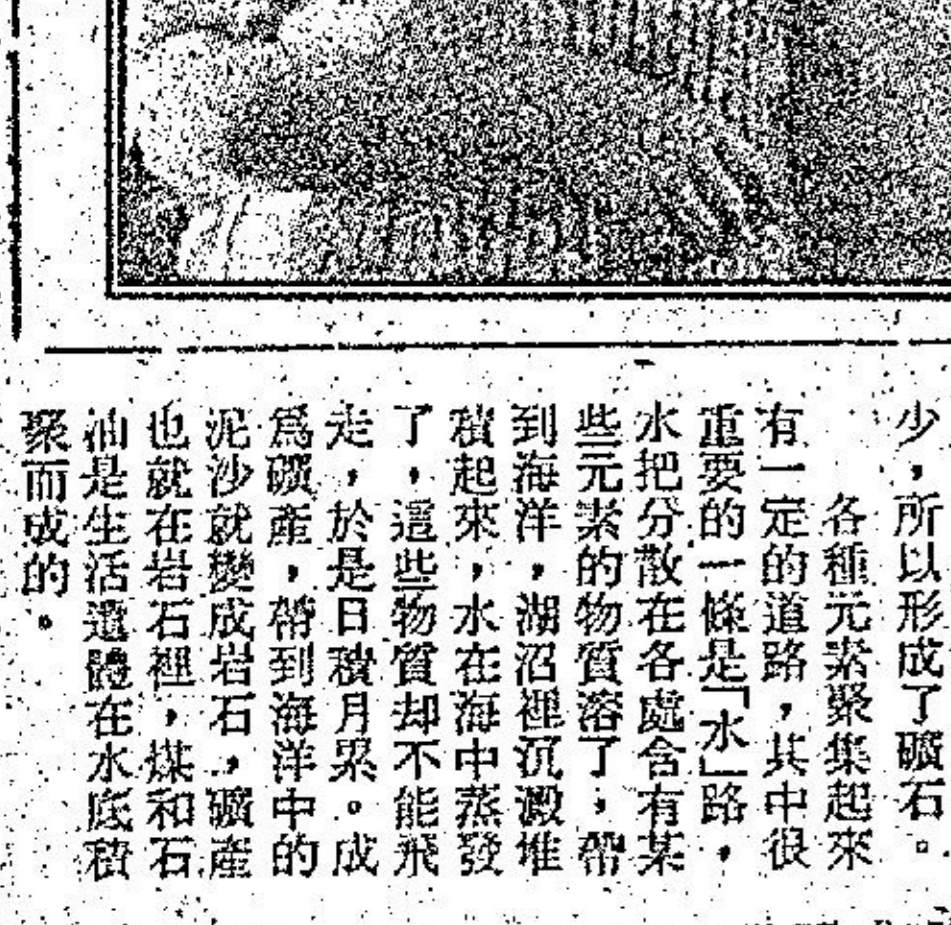 少，所以形成了礦石。
各種元素聚集起來
有一定的道路，其中很
重要的一條是「水」路，
水把分散在各處含有某
些元素的物質溶了，帶
到海洋，湖沼裡沉澱堆
積起來，水在海中蒸發
了，這些物質却不能飛
走，於是日積月累。成
爲礦產，帶到海洋中的
泥沙就變成岩石，礦產
也就在岩石裡，煤和石
油是生活遺體在水底積
聚而成的。